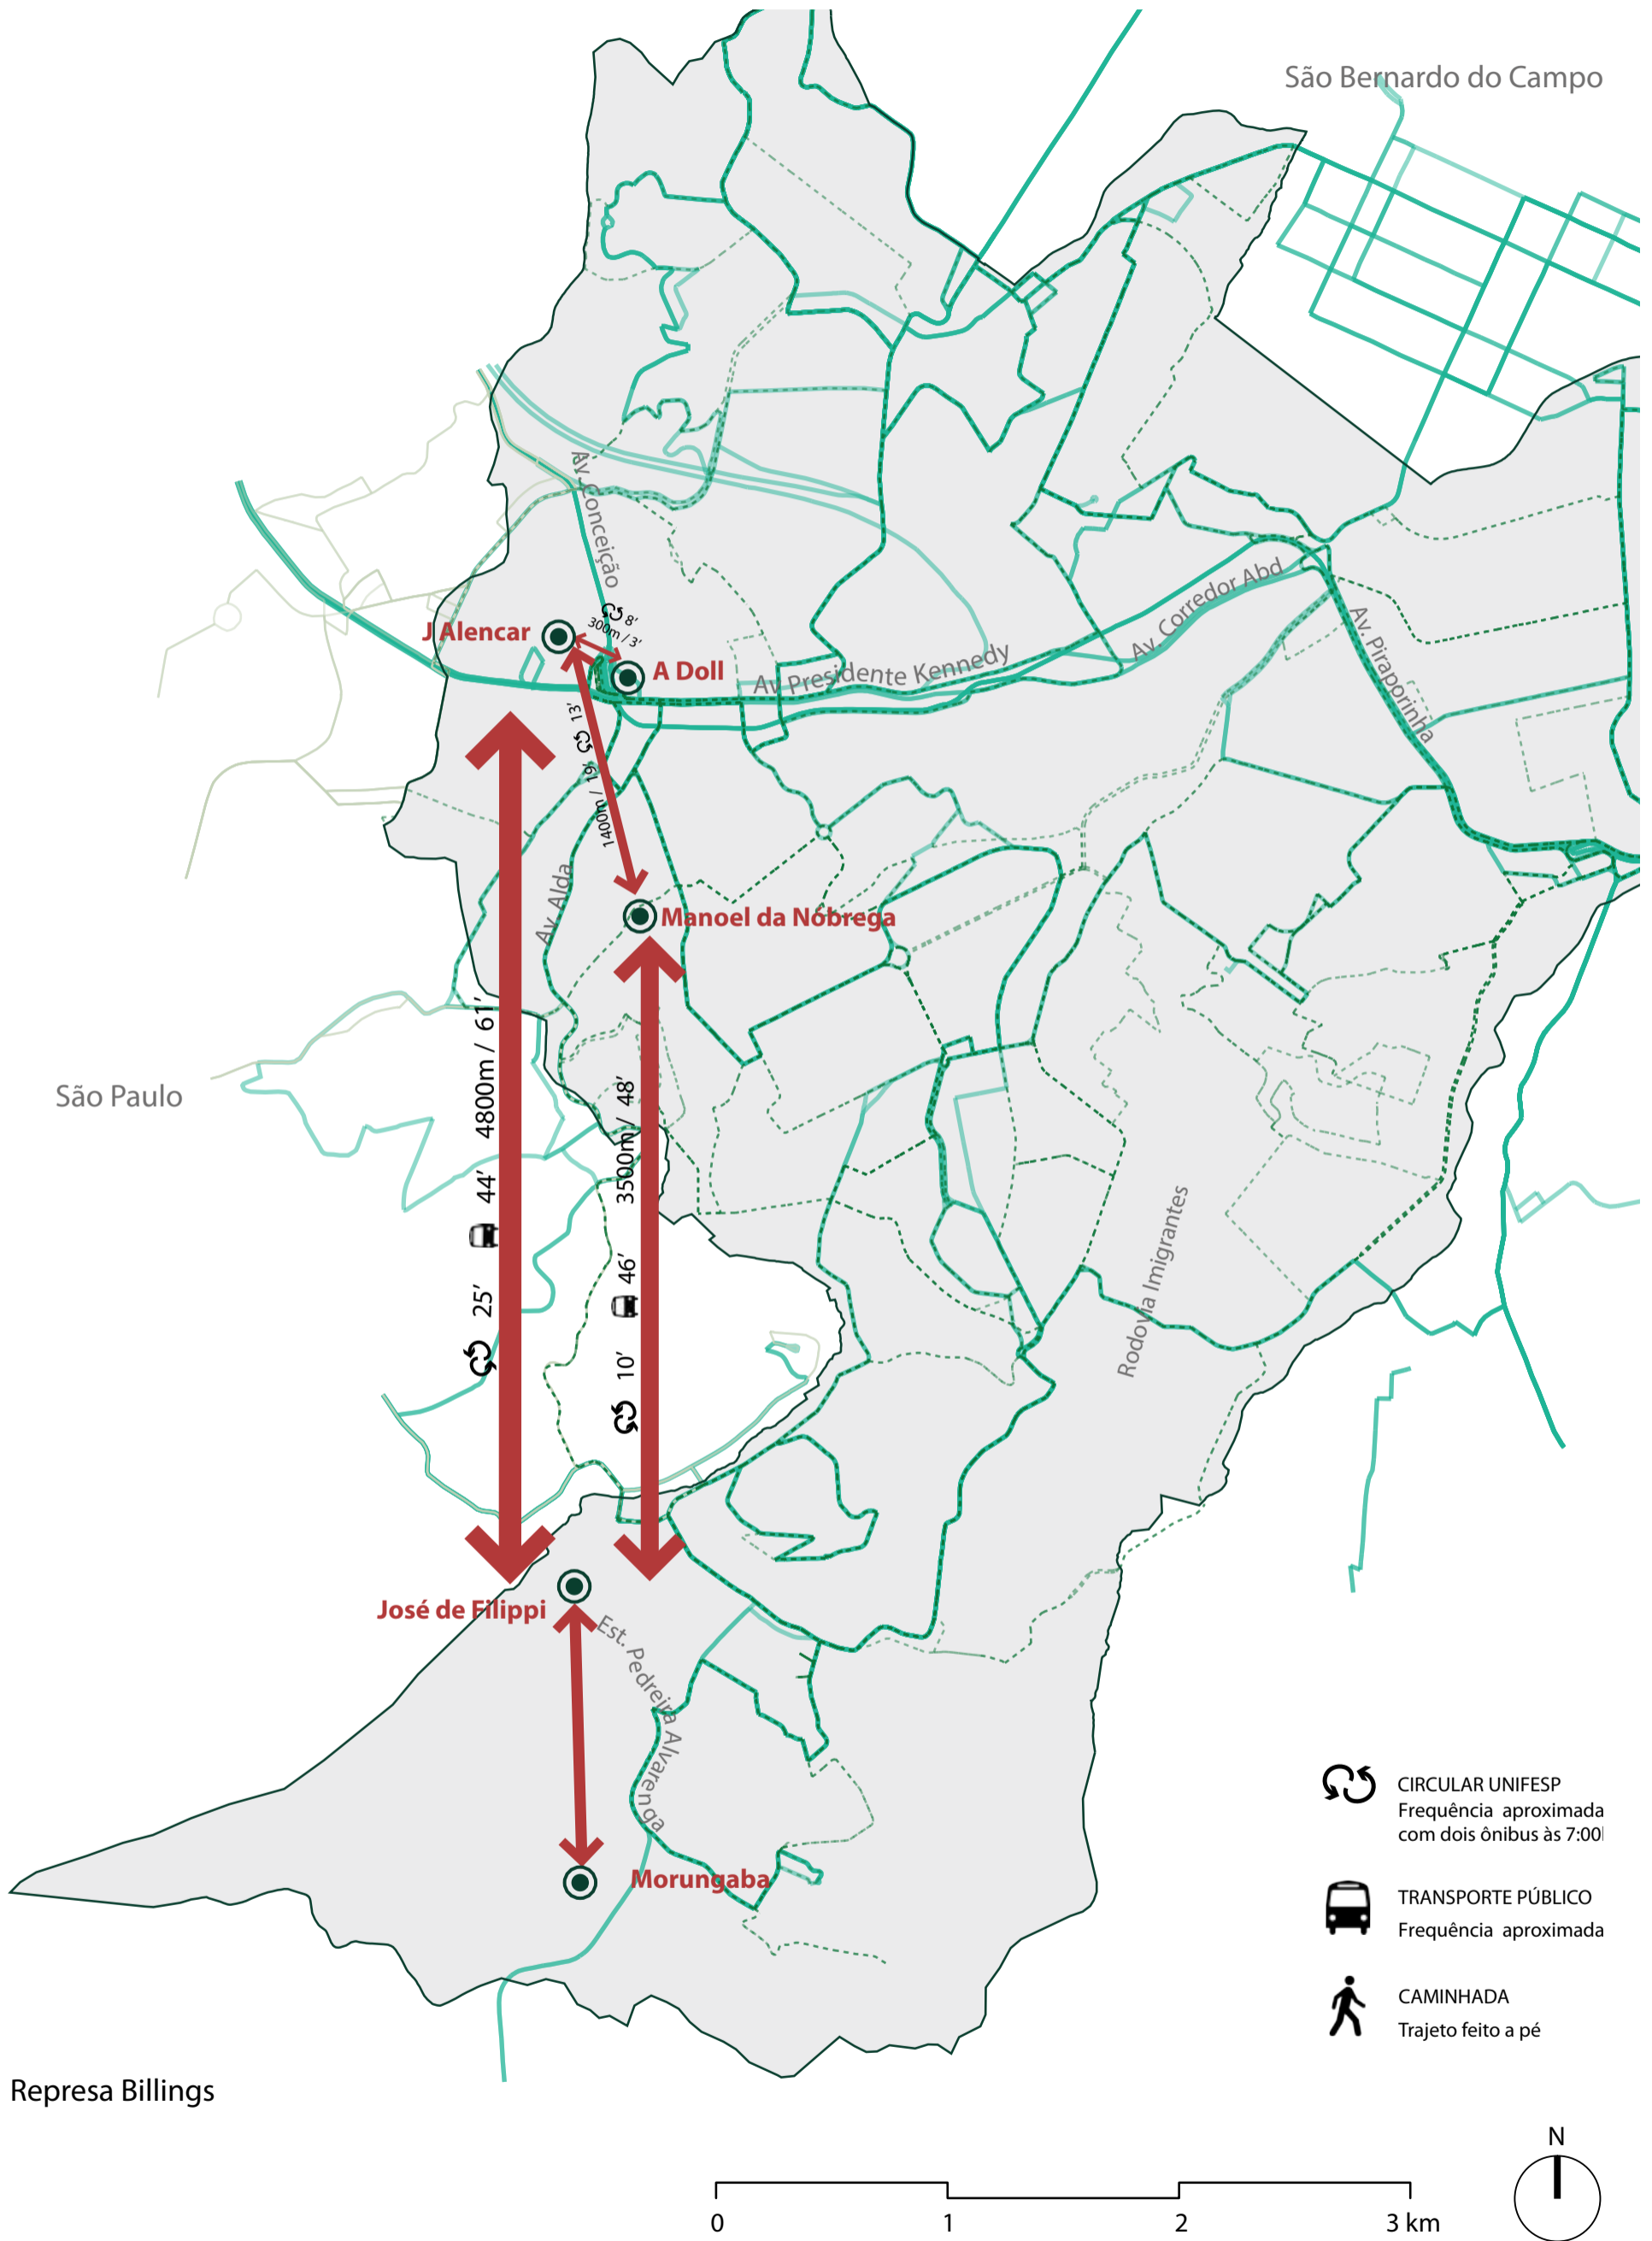 São Bernardo do Campo
Av. Conceição
8’
300m / 3’
J Alencar
A Doll
Av Presidente Kennedy
Av. Corredor Abd
Av. Piraporinha
13’
1400m / 19’
Av. Alda
Manoel da Nóbrega
São Paulo
4800m / 61’
44’
25’
3500m / 48’
46’
10’
Rodovia Imigrantes
José de Filippi
Est. Pedreira Alvarenga
Morungaba
CIRCULAR UNIFESP
Frequência aproximada
com dois ônibus às 7:00
TRANSPORTE PÚBLICO
Frequência aproximada
CAMINHADA
Trajeto feito a pé
Represa Billings
N
0 1 2 3 km